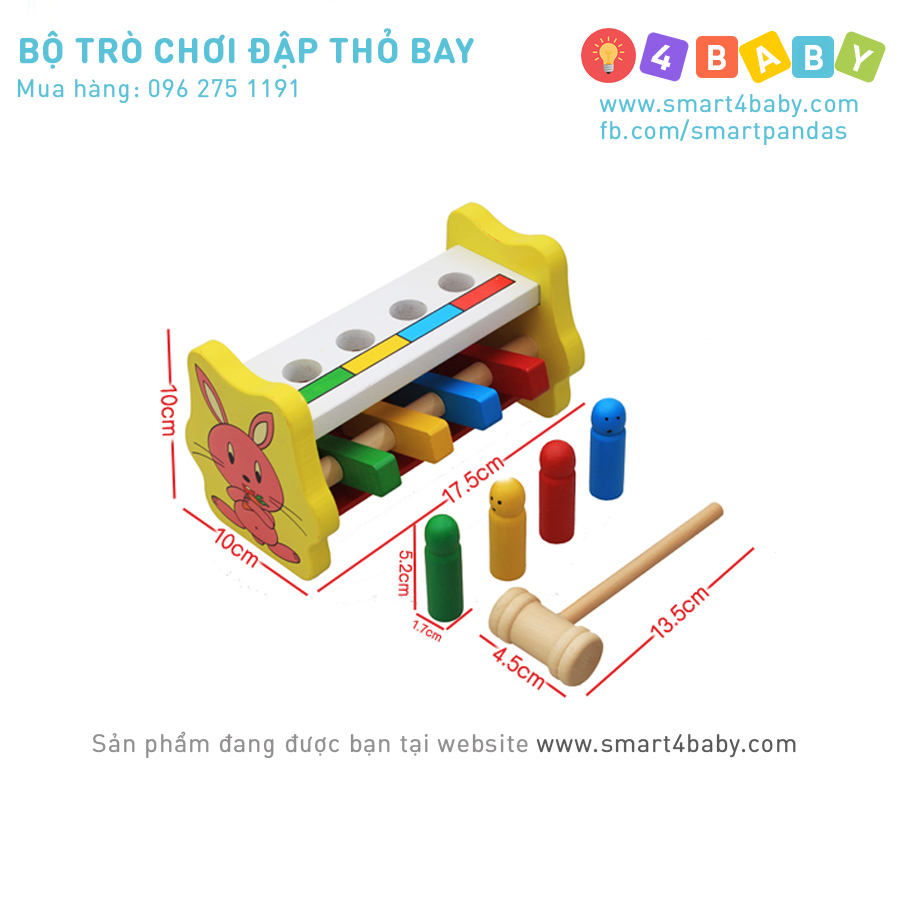 BỘ TRÒ CHƠI ĐẬP THỎ BAY
Mua hàng: 096 275 1191
4 BABY
www.smart4baby.com
fb.com/smartpandas
10cm
10cm
17.5cm
5.2cm
1.7cm
4.5cm
13.5cm
Sản phẩm đang được bạn tại website www.smart4baby.com